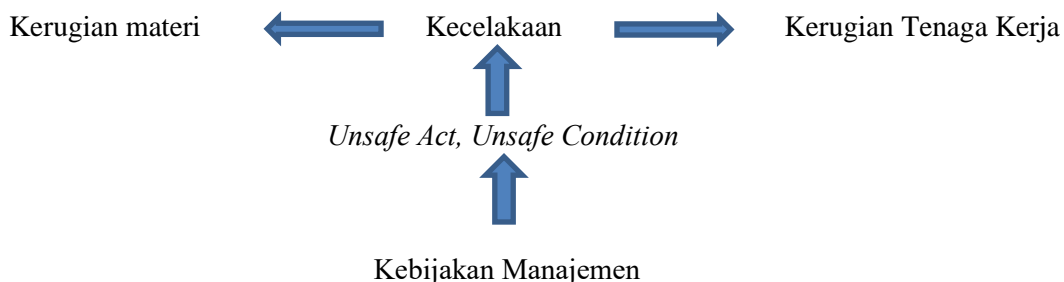 Kerugian materi Kecelakaan Kerugian Tenaga Kerja
Unsafe Act, Unsafe Condition
Kebijakan Manajemen